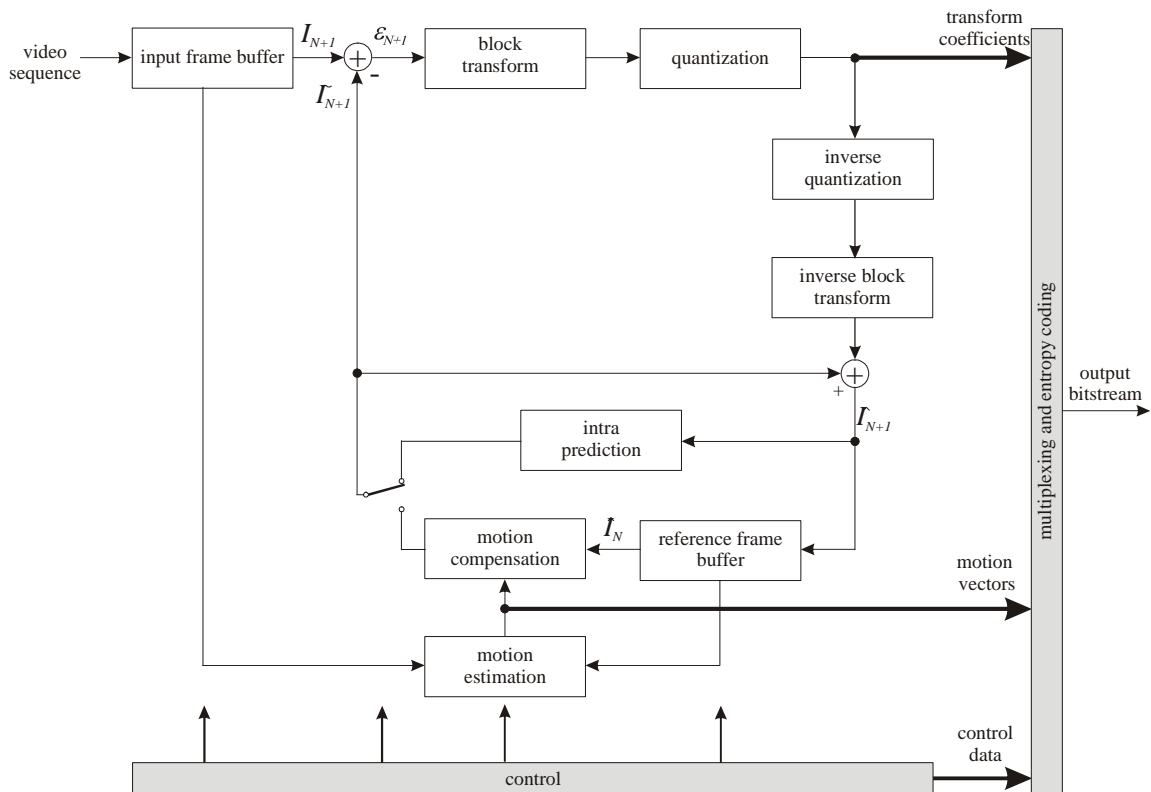 video
sequence
input frame buffer
I_{N+1}
+
-
ε_{N+1}
Ĩ_{N+1}
block
transform
quantization
transform
coefficients
inverse
quantization
inverse block
transform
+
+
Î_{N+1}
intra
prediction
motion
compensation
reference frame
buffer
motion
vectors
motion
estimation
control
control
data
multiplexing and entropy coding
output
bitstream